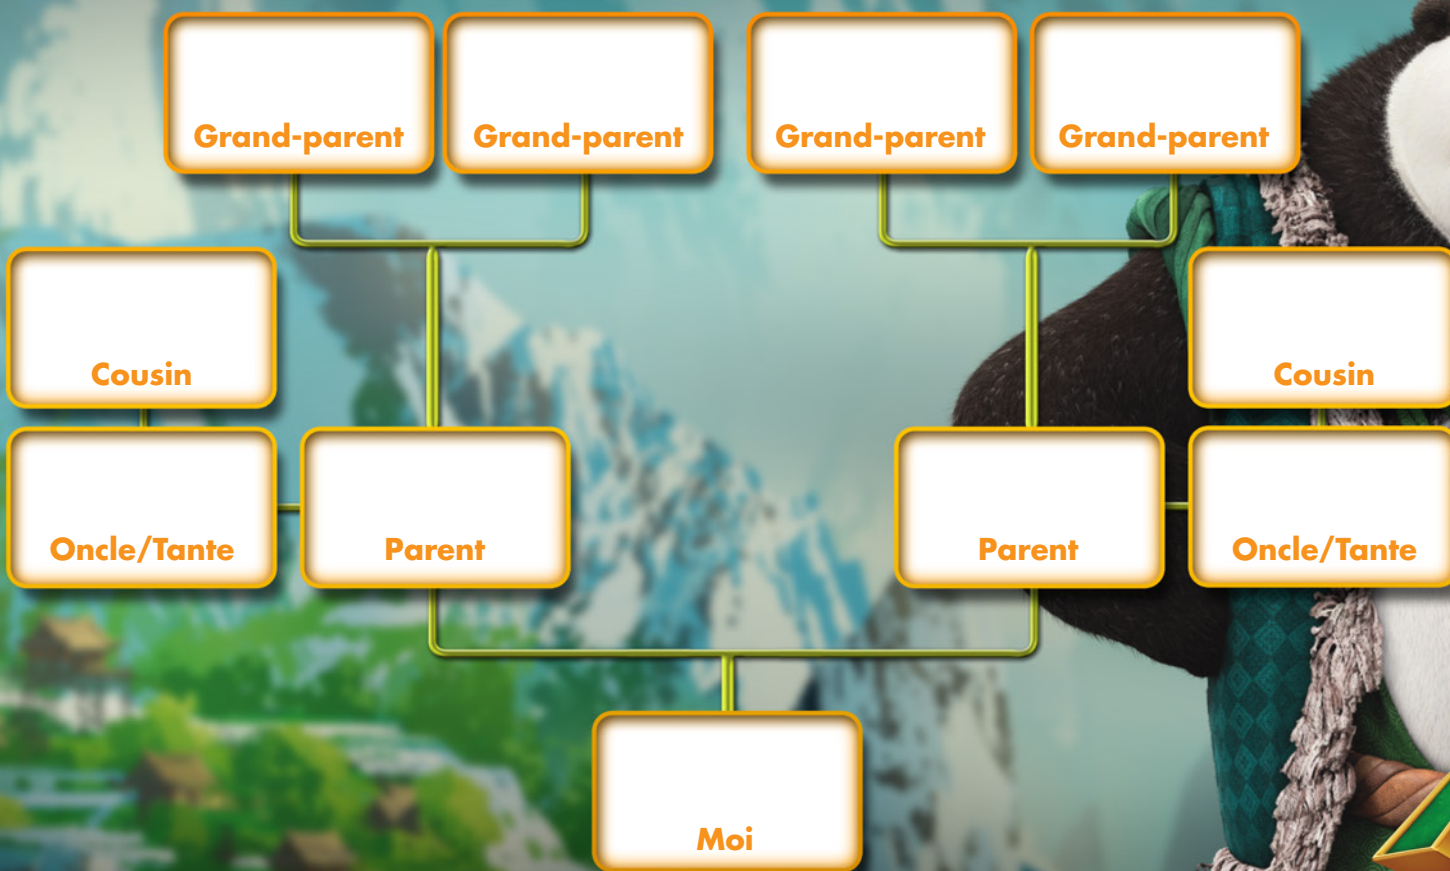 Grand-parent
Grand-parent
Grand-parent
Grand-parent
Cousin
Cousin
Oncle/Tante
Parent
Parent
Oncle/Tante
Moi